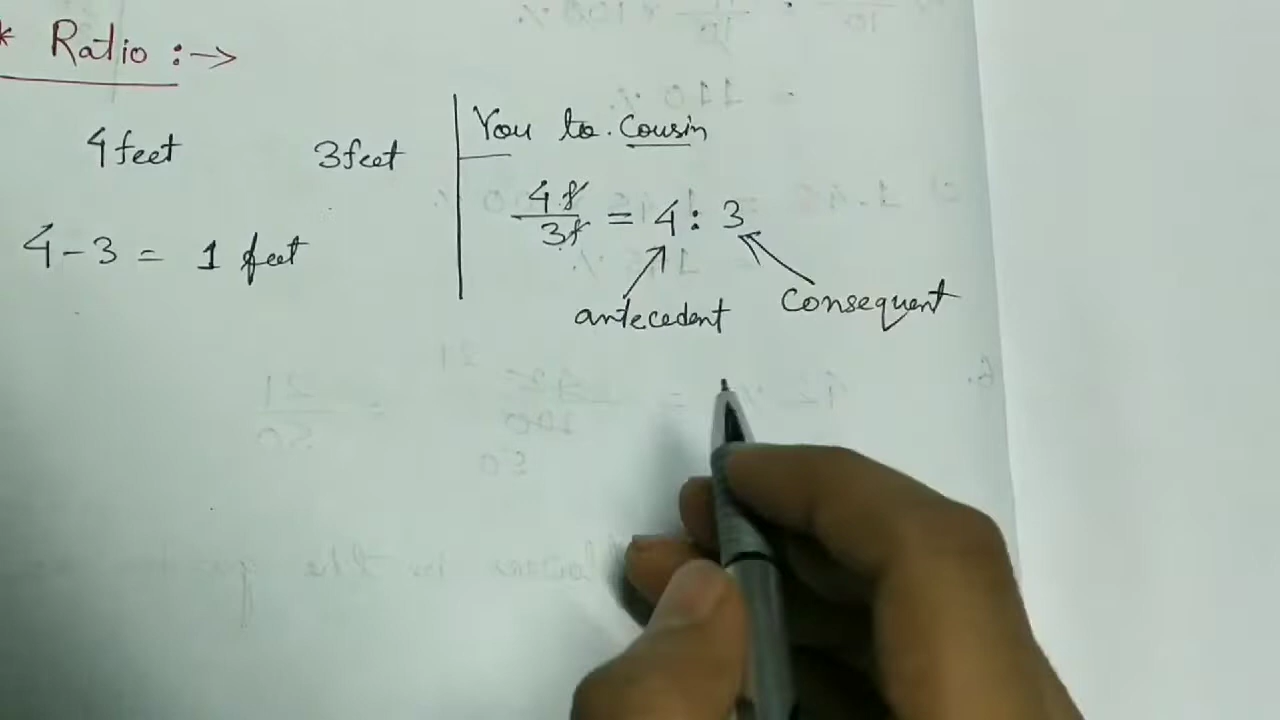 * Ratio :→
4 feet 3 feet
4 - 3 = 1 feet
You to Cousin
4f/3f = 4 : 3
antecedent
Consequent